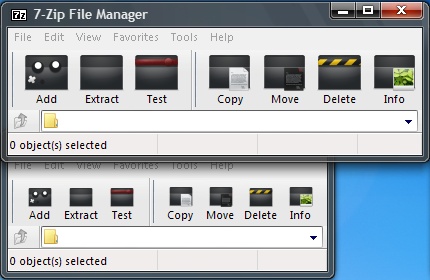 7z 7-Zip File Manager
File Edit View Favorites Tools Help
Add Extract Test Copy Move Delete Info
0 object(s) selected
File Edit View Favorites Tools Help
Add Extract Test Copy Move Delete Info
0 object(s) selected